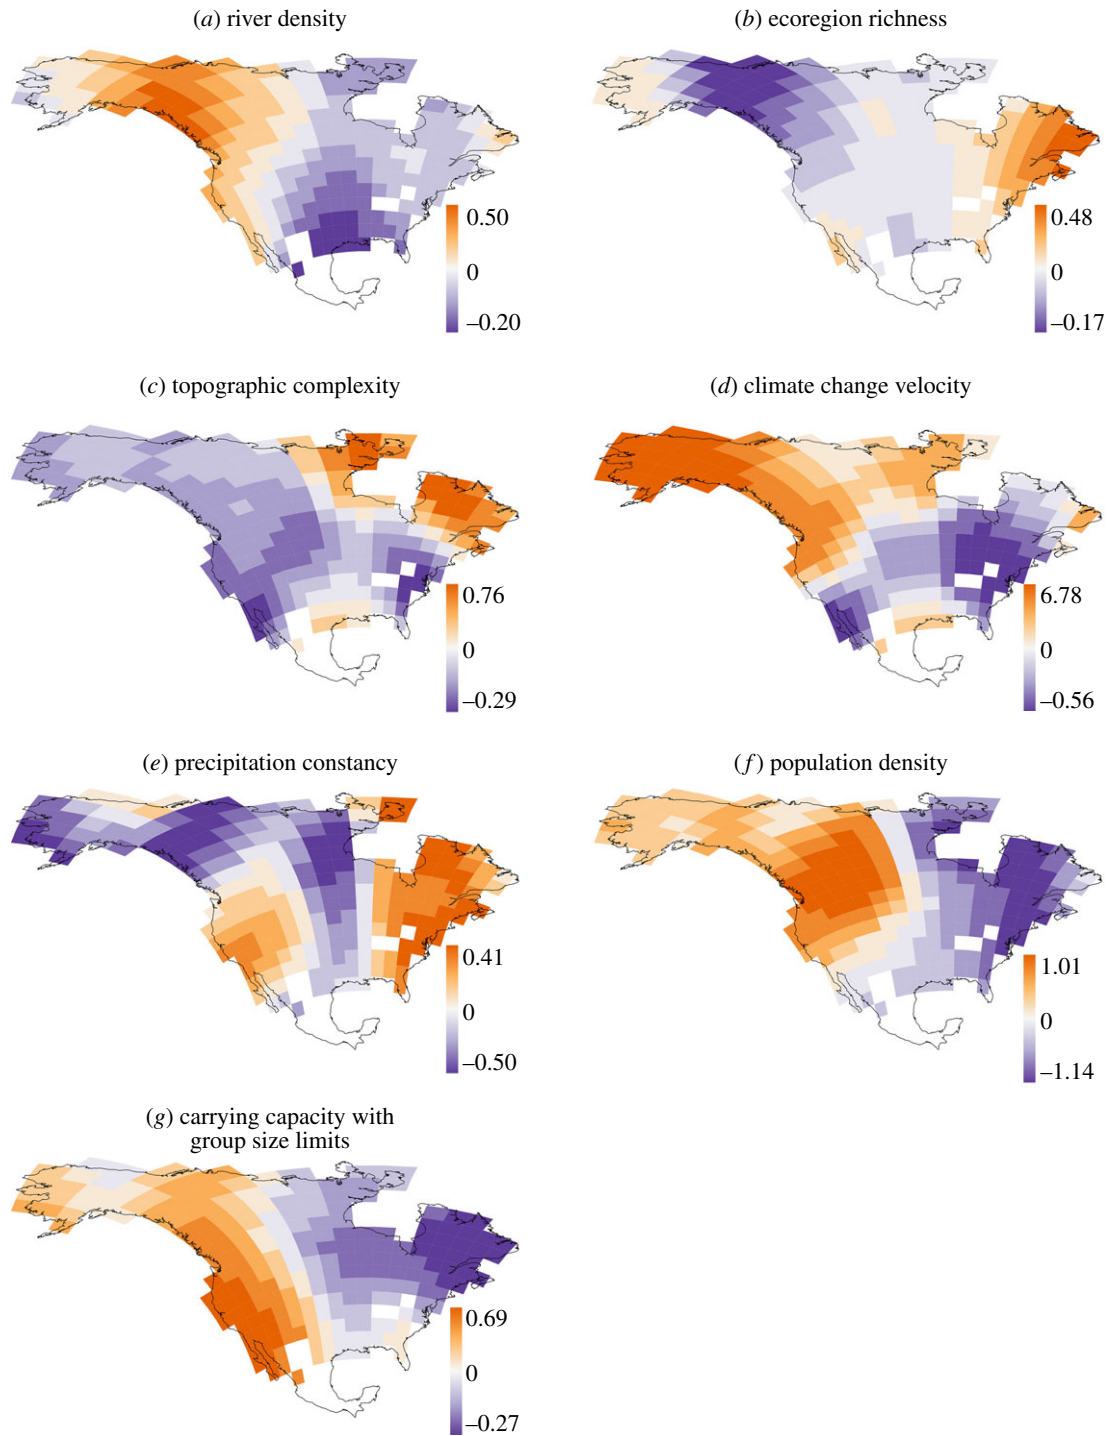 (a) river density
(b) ecoregion richness
0.50
0
–0.20
0.48
0
–0.17
(c) topographic complexity
(d) climate change velocity
0.76
0
–0.29
6.78
0
–0.56
(e) precipitation constancy
(f) population density
0.41
0
–0.50
1.01
0
–1.14
(g) carrying capacity with
group size limits
0.69
0
–0.27